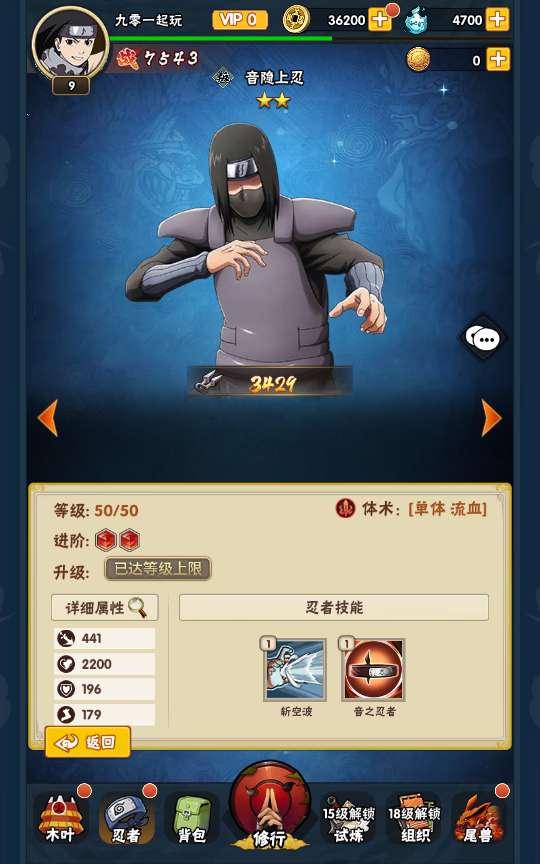 九零一起玩 VIP 0 36200 4700
9 7543 0
音隐上忍
3429
等级: 50/50 体术: [单体 流血]
进阶:
升级: 已达等级上限
详细属性 忍者技能
441
2200
196
179
1 1
斩空波 音之忍者
返回
木叶 忍者 背包 修行 15级解锁 试炼 18级解锁 组织 尾兽